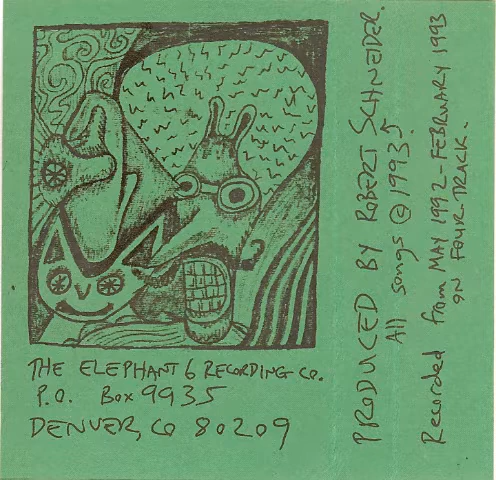 THE ELEPHANT 6 RECORDING CO.
P.O. Box 9935
DENVER, CO 80209
PRODUCED BY ROBERT SCHNEIDER.
All songs © 1993.
Recorded from MAY 1992-FEBRUARY 1993
ON FOUR-TRACK.